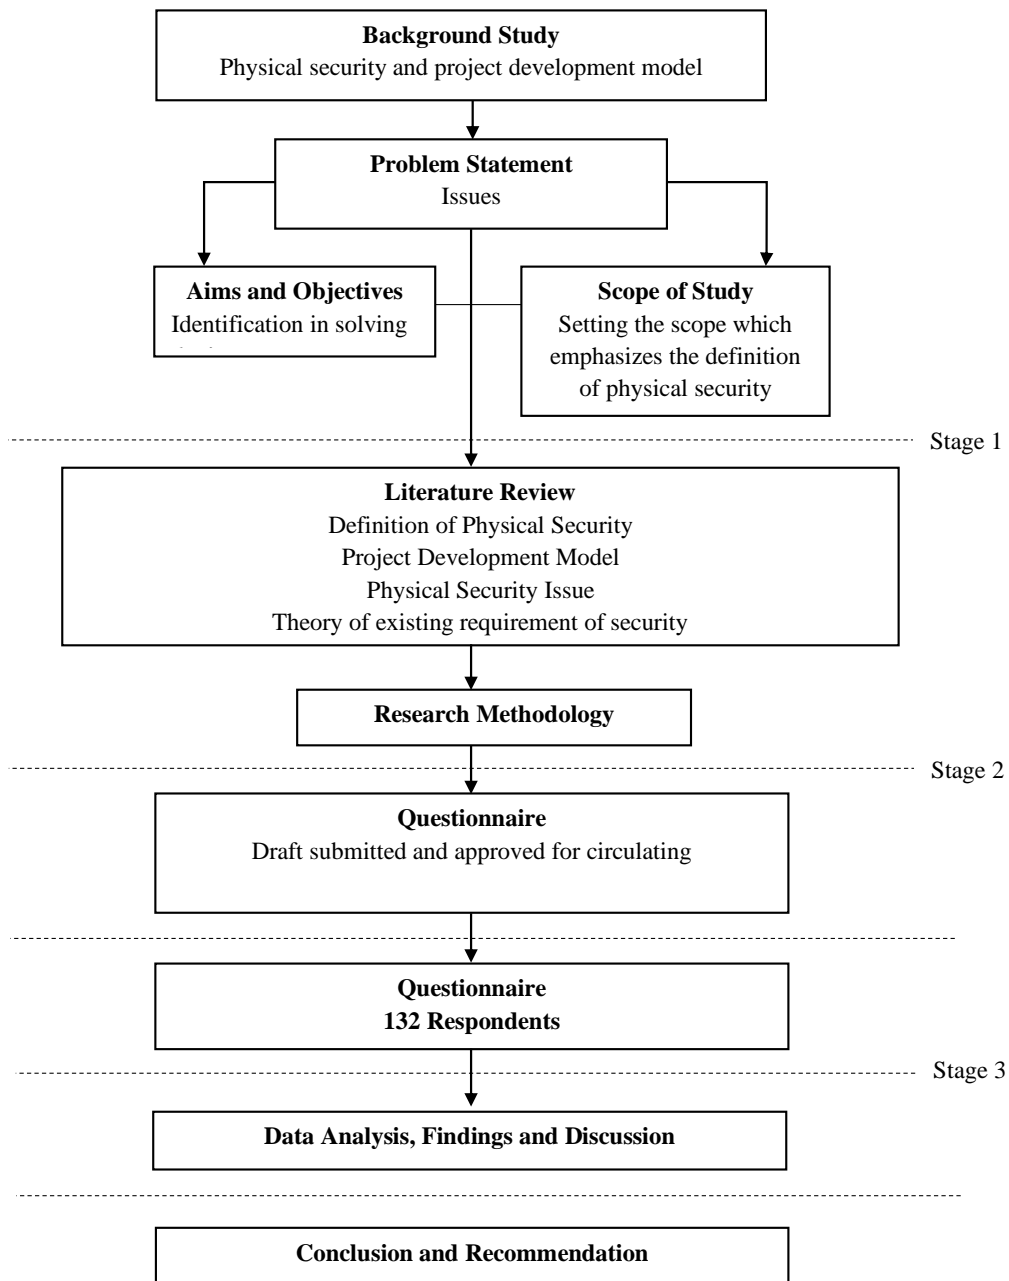 Background Study
Physical security and project development model
Problem Statement
Issues
Aims and Objectives
Identification in solving
Scope of Study
Setting the scope which
emphasizes the definition
of physical security
Stage 1
Literature Review
Definition of Physical Security
Project Development Model
Physical Security Issue
Theory of existing requirement of security
Research Methodology
Stage 2
Questionnaire
Draft submitted and approved for circulating
Questionnaire
132 Respondents
Stage 3
Data Analysis, Findings and Discussion
Conclusion and Recommendation